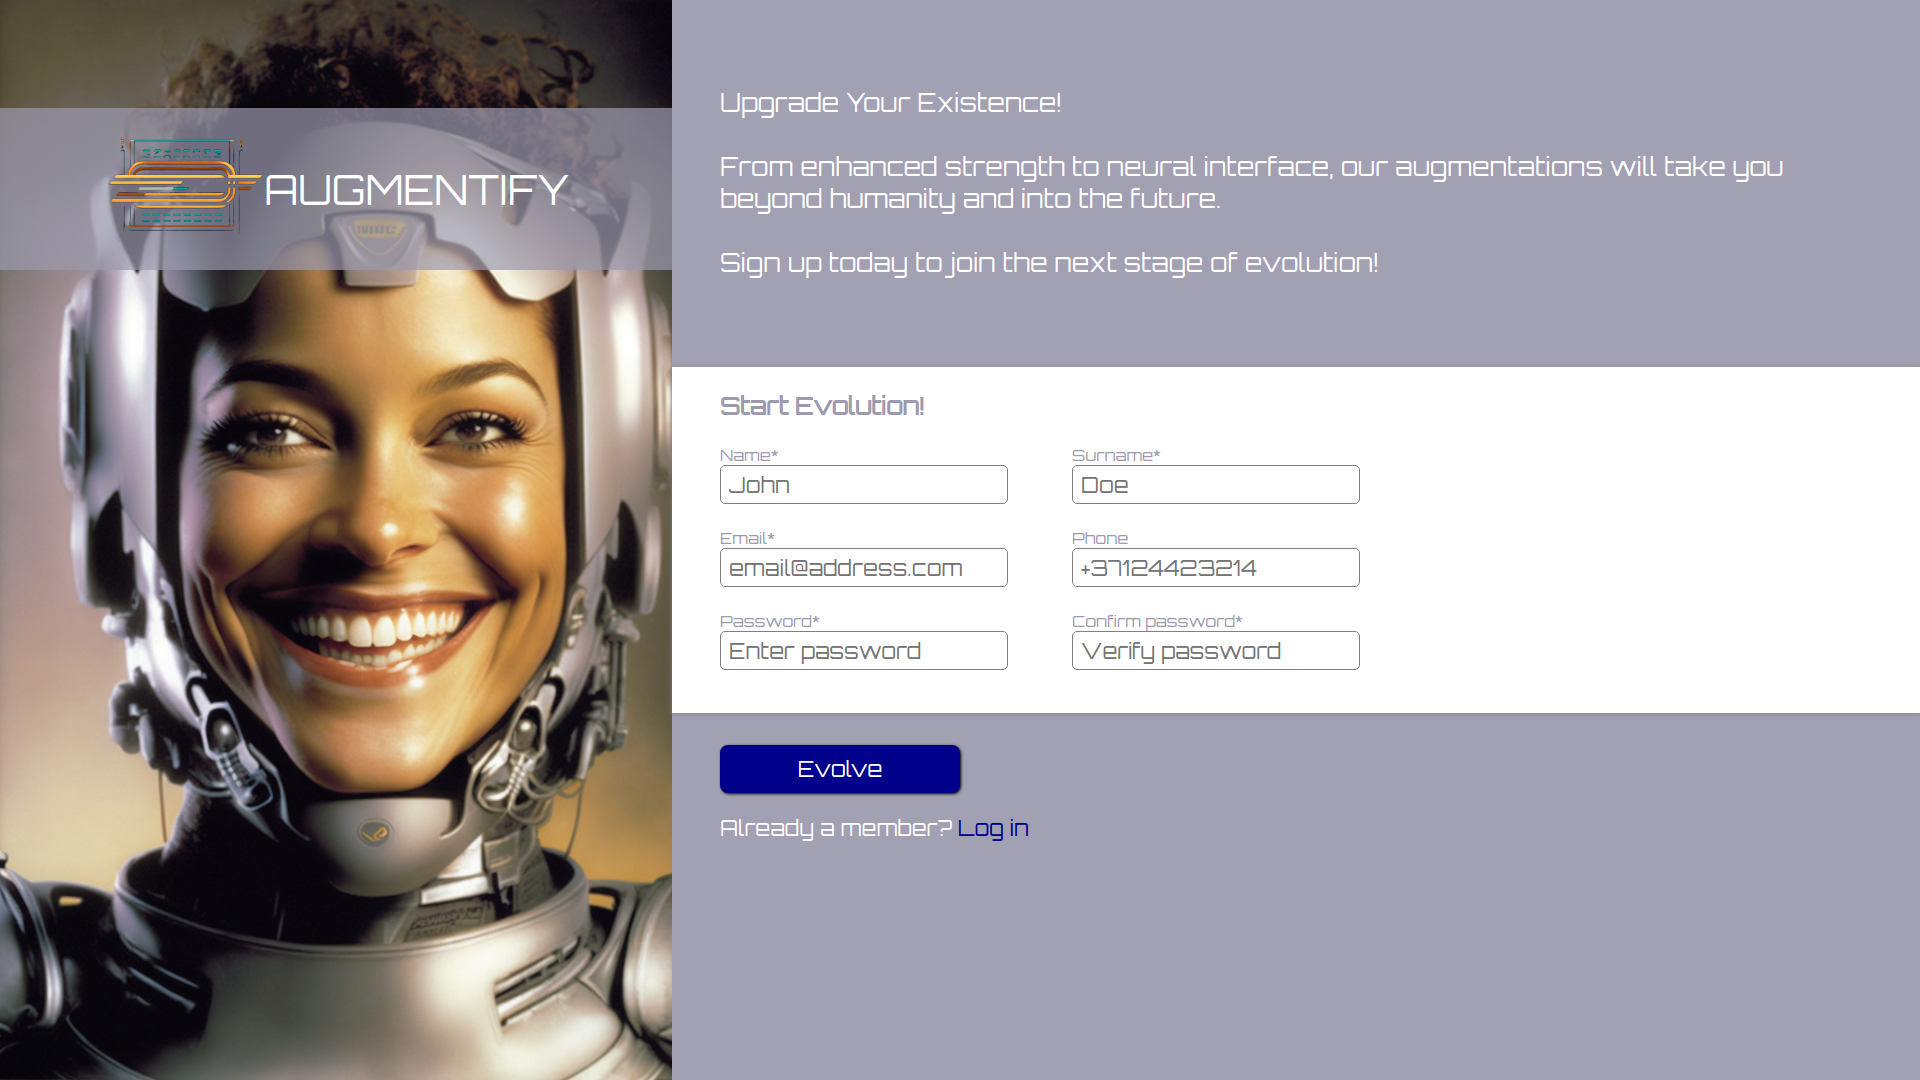 AUGMENTIFY
Upgrade Your Existence!
From enhanced strength to neural interface, our augmentations will take you
beyond humanity and into the future.
Sign up today to join the next stage of evolution!
Start Evolution!
Name*
Surname*
John
Doe
Email*
Phone
email@address.com
+37124423214
Password*
Confirm password*
Enter password
Verify password
Evolve
Already a member? Log in